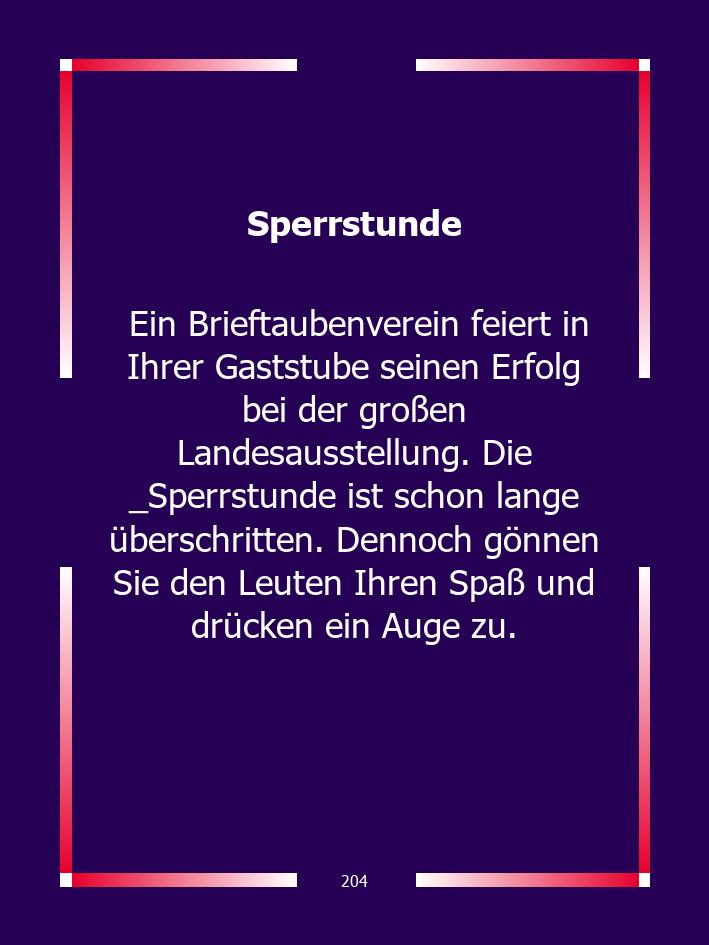 Sperrstunde
Ein Brieftaubenverein feiert in
Ihrer Gaststube seinen Erfolg
bei der großen
Landesausstellung. Die
_Sperrstunde ist schon lange
überschritten. Dennoch gönnen
Sie den Leuten Ihren Spaß und
drücken ein Auge zu.
204